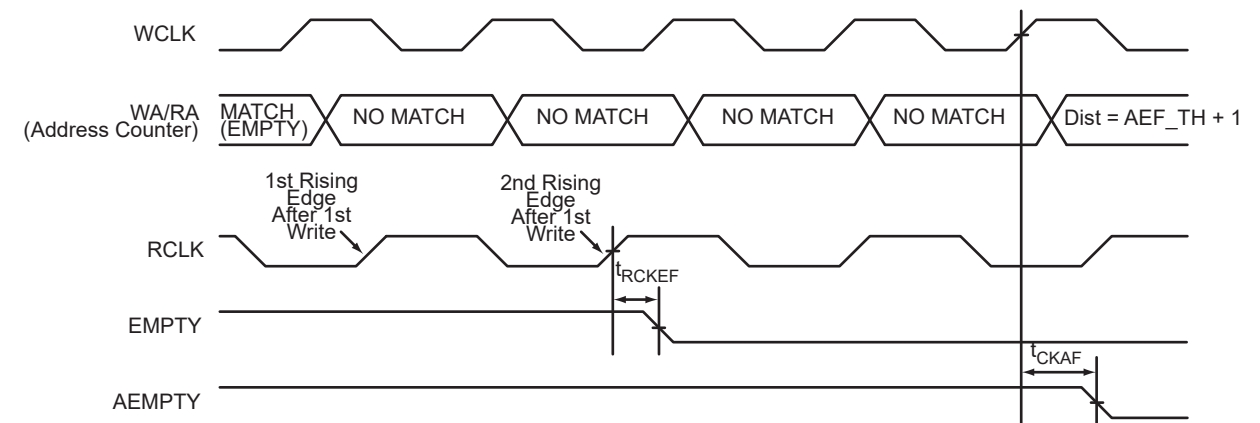 WCLK
WA/RA
(Address Counter)
MATCH
(EMPTY)
NO MATCH
NO MATCH
NO MATCH
NO MATCH
Dist = AEF_TH + 1
1st Rising
Edge
After 1st
Write
2nd Rising
Edge
After 1st
Write
RCLK
tRCKEF
EMPTY
tCKAF
AEMPTY